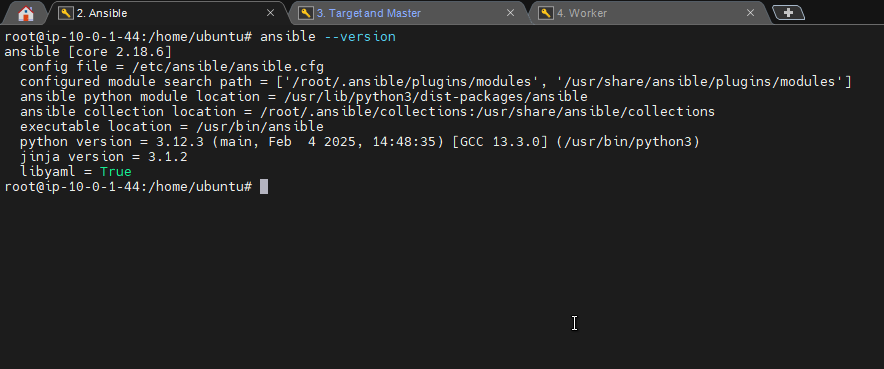 2. Ansible
3. Target and Master
4. Worker
root@ip-10-0-1-44:/home/ubuntu# ansible --version
ansible [core 2.18.6]
  config file = /etc/ansible/ansible.cfg
  configured module search path = ['/root/.ansible/plugins/modules', '/usr/share/ansible/plugins/modules']
  ansible python module location = /usr/lib/python3/dist-packages/ansible
  ansible collection location = /root/.ansible/collections:/usr/share/ansible/collections
  executable location = /usr/bin/ansible
  python version = 3.12.3 (main, Feb  4 2025, 14:48:35) [GCC 13.3.0] (/usr/bin/python3)
  jinja version = 3.1.2
  libyaml = True
root@ip-10-0-1-44:/home/ubuntu#